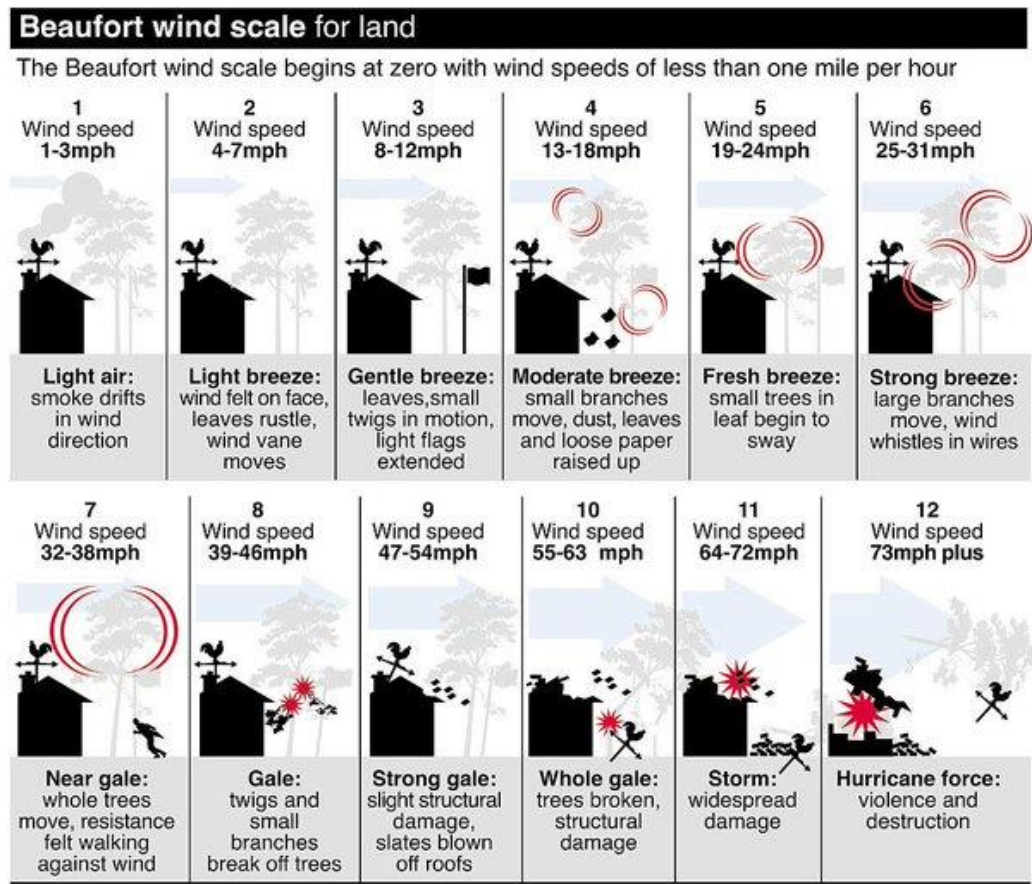 Beaufort wind scale for land
The Beaufort wind scale begins at zero with wind speeds of less than one mile per hour
1
Wind speed
1-3mph
Light air:
smoke drifts
in wind
direction
2
Wind speed
4-7mph
Light breeze:
wind felt on face,
leaves rustle,
wind vane
moves
3
Wind speed
8-12mph
Gentle breeze:
leaves,small
twigs in motion,
light flags
extended
4
Wind speed
13-18mph
Moderate breeze:
small branches
move, dust, leaves
and loose paper
raised up
5
Wind speed
19-24mph
Fresh breeze:
small trees in
leaf begin to
sway
6
Wind speed
25-31mph
Strong breeze:
large branches
move, wind
whistles in wires
7
Wind speed
32-38mph
Near gale:
whole trees
move, resistance
felt walking
against wind
8
Wind speed
39-46mph
Gale:
twigs and
small
branches
break off trees
9
Wind speed
47-54mph
Strong gale:
slight structural
damage,
slates blown
off roofs
10
Wind speed
55-63 mph
Whole gale:
trees broken,
structural
damage
11
Wind speed
64-72mph
Storm:
widespread
damage
12
Wind speed
73mph plus
Hurricane force:
violence and
destruction